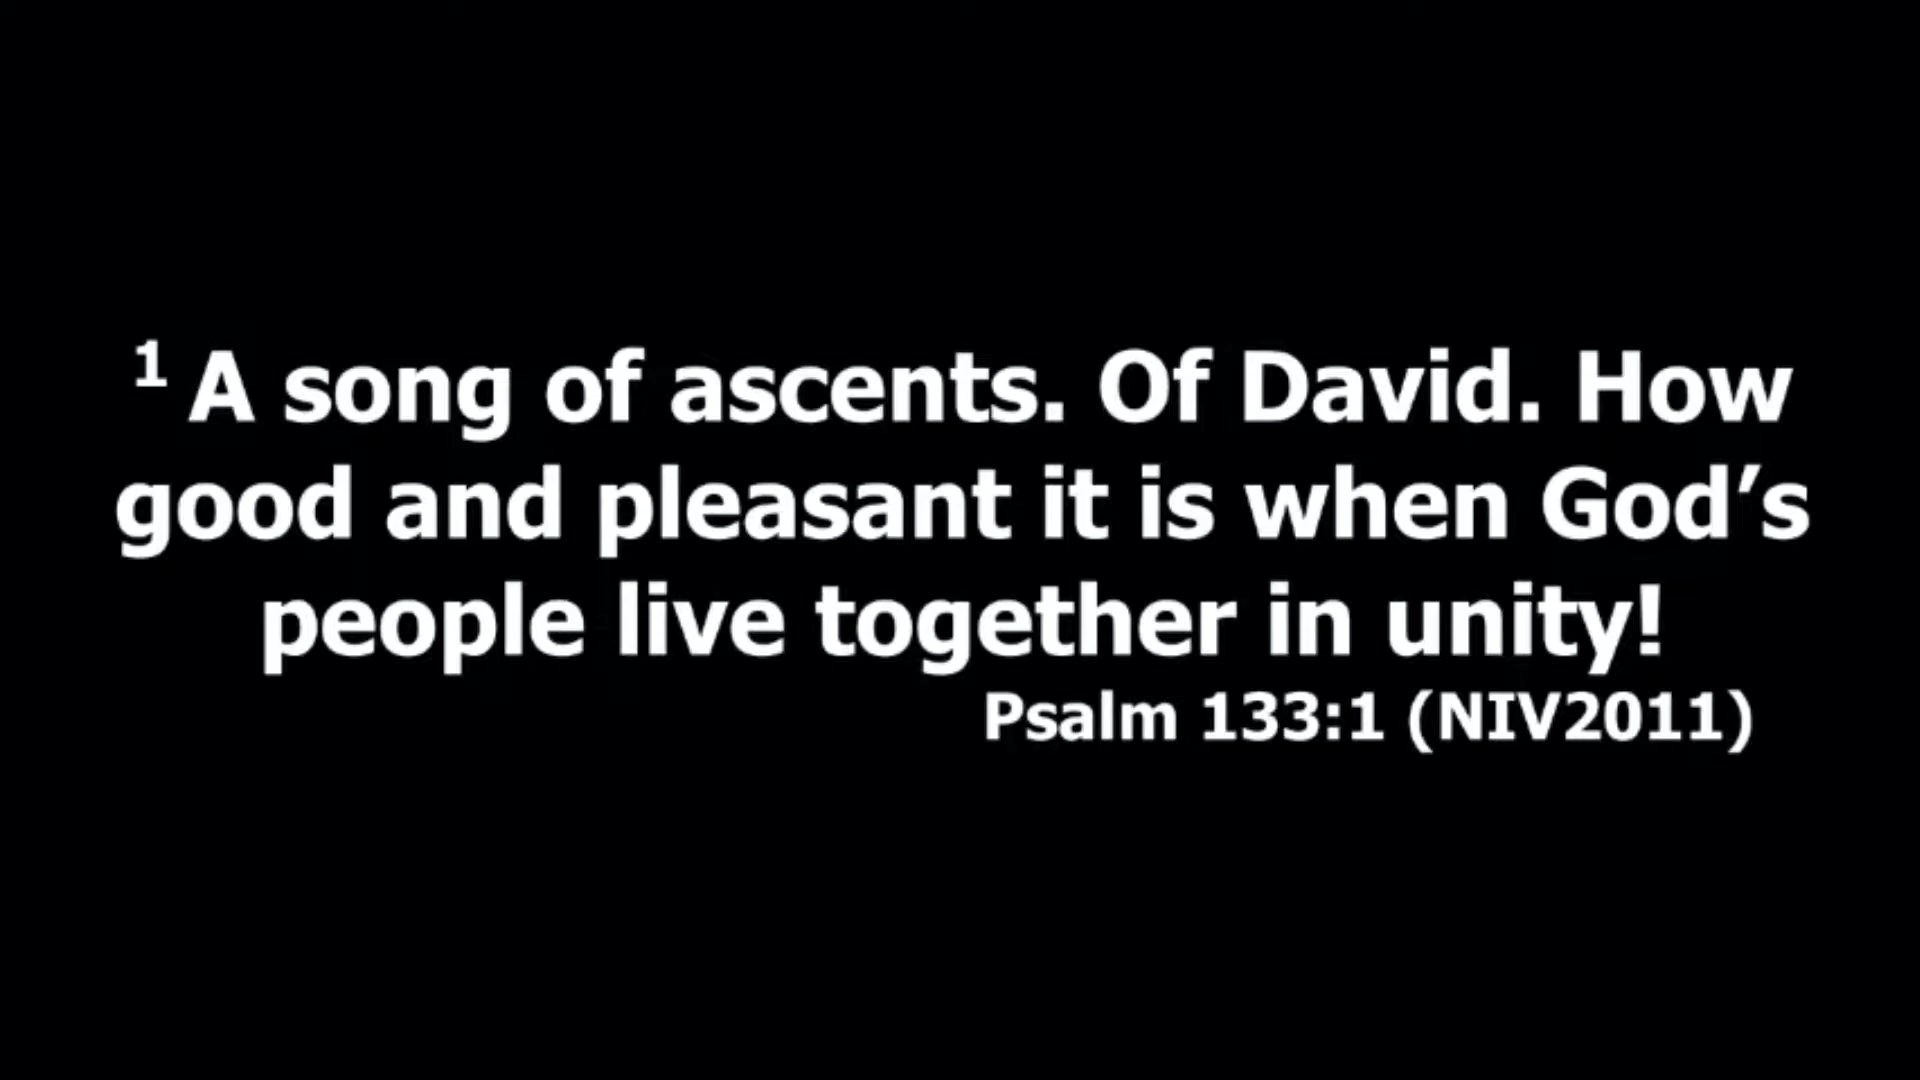 ¹ A song of ascents. Of David. How
good and pleasant it is when God’s
people live together in unity!
Psalm 133:1 (NIV2011)